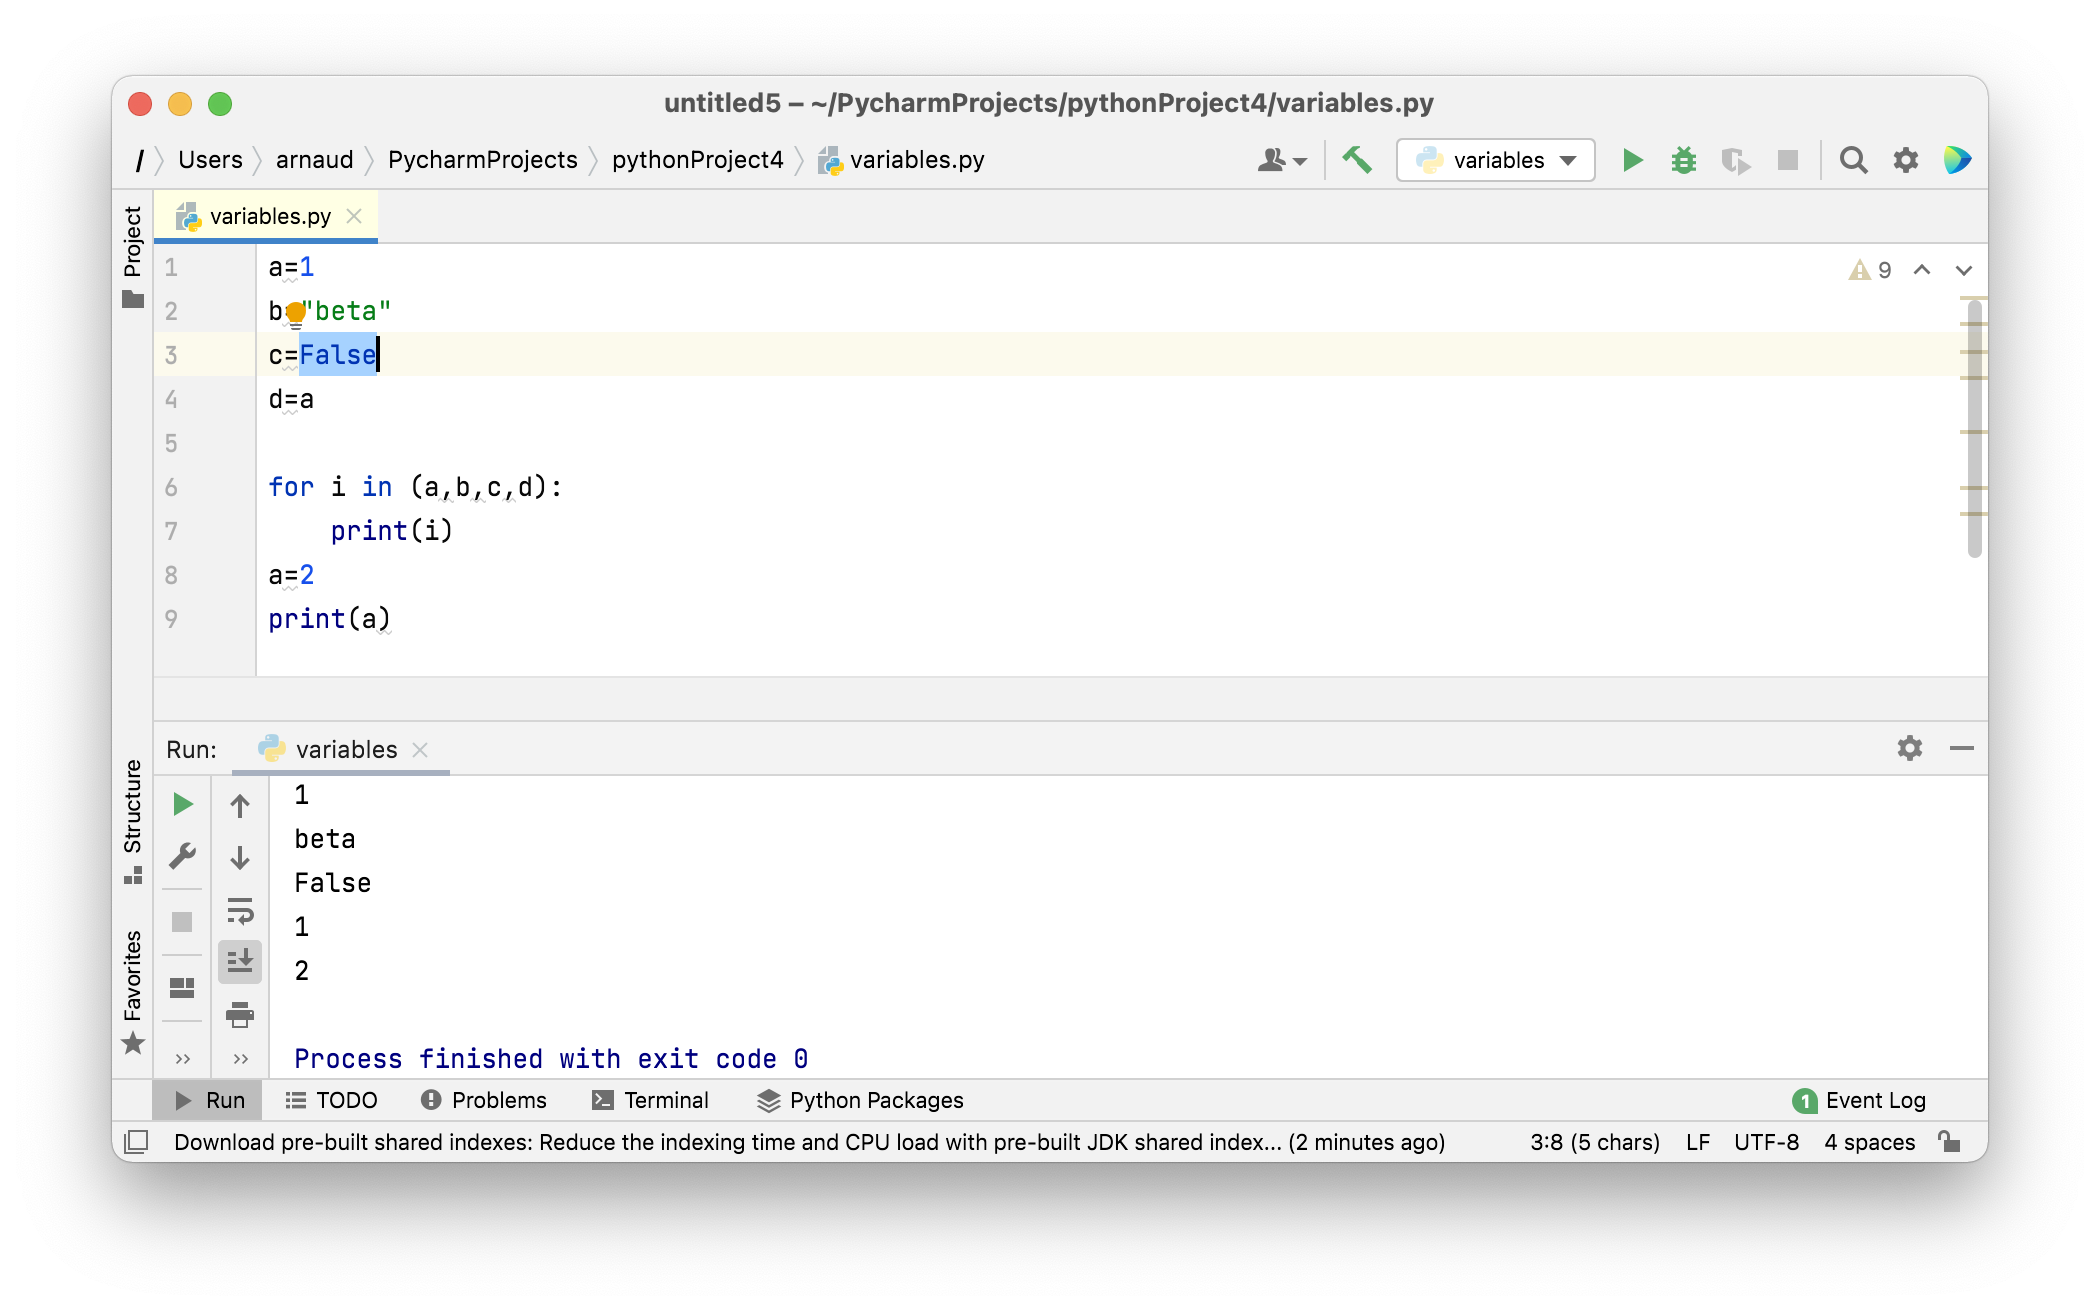 untitled5 – ~/PycharmProjects/pythonProject4/variables.py
/ Users arnaud PycharmProjects pythonProject4 variables.py
variables
variables.py
Project
9
1 a=1
2 b="beta"
3 c=False
4 d=a
5
6 for i in (a,b,c,d):
7 print(i)
8 a=2
9 print(a)
Run: variables
Structure
Favorites
1
beta
False
1
2
Process finished with exit code 0
>> >>
Run TODO Problems Terminal Python Packages 1 Event Log
Download pre-built shared indexes: Reduce the indexing time and CPU load with pre-built JDK shared index... (2 minutes ago) 3:8 (5 chars) LF UTF-8 4 spaces